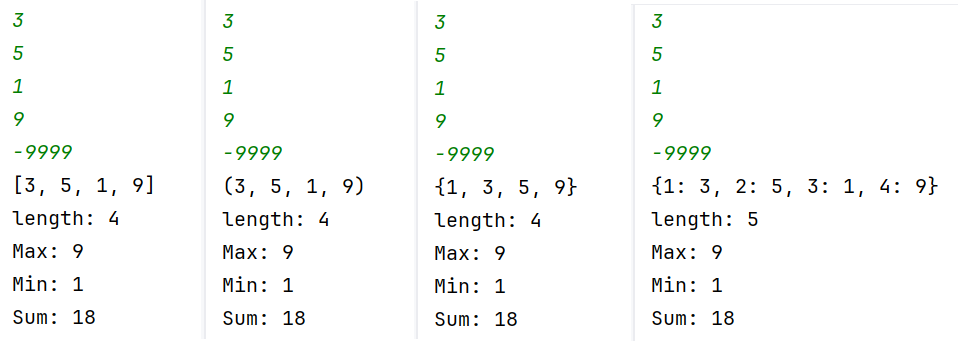 3
5
1
9
-9999
[3, 5, 1, 9]
length: 4
Max: 9
Min: 1
Sum: 18
3
5
1
9
-9999
(3, 5, 1, 9)
length: 4
Max: 9
Min: 1
Sum: 18
3
5
1
9
-9999
{1, 3, 5, 9}
length: 4
Max: 9
Min: 1
Sum: 18
3
5
1
9
-9999
{1: 3, 2: 5, 3: 1, 4: 9}
length: 5
Max: 9
Min: 1
Sum: 18